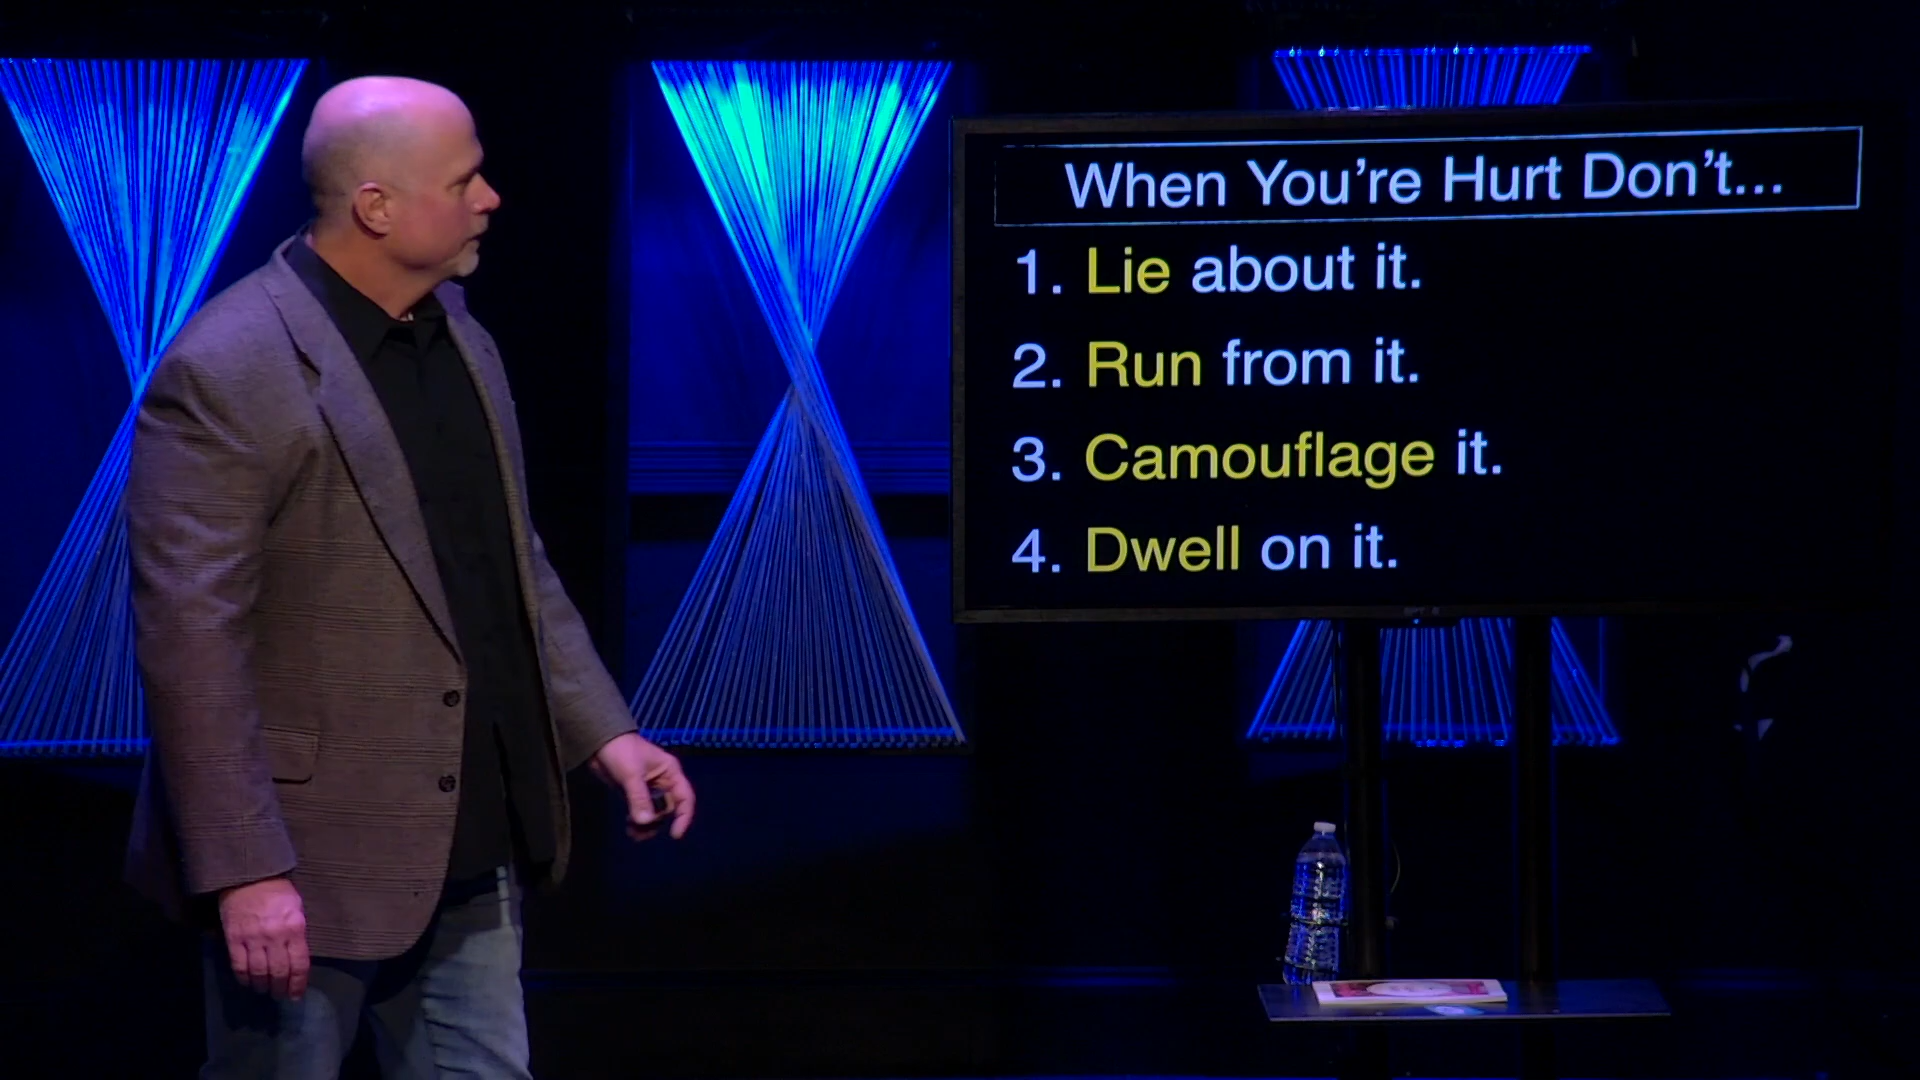 When You’re Hurt Don’t...
1. Lie about it.
2. Run from it.
3. Camouflage it.
4. Dwell on it.